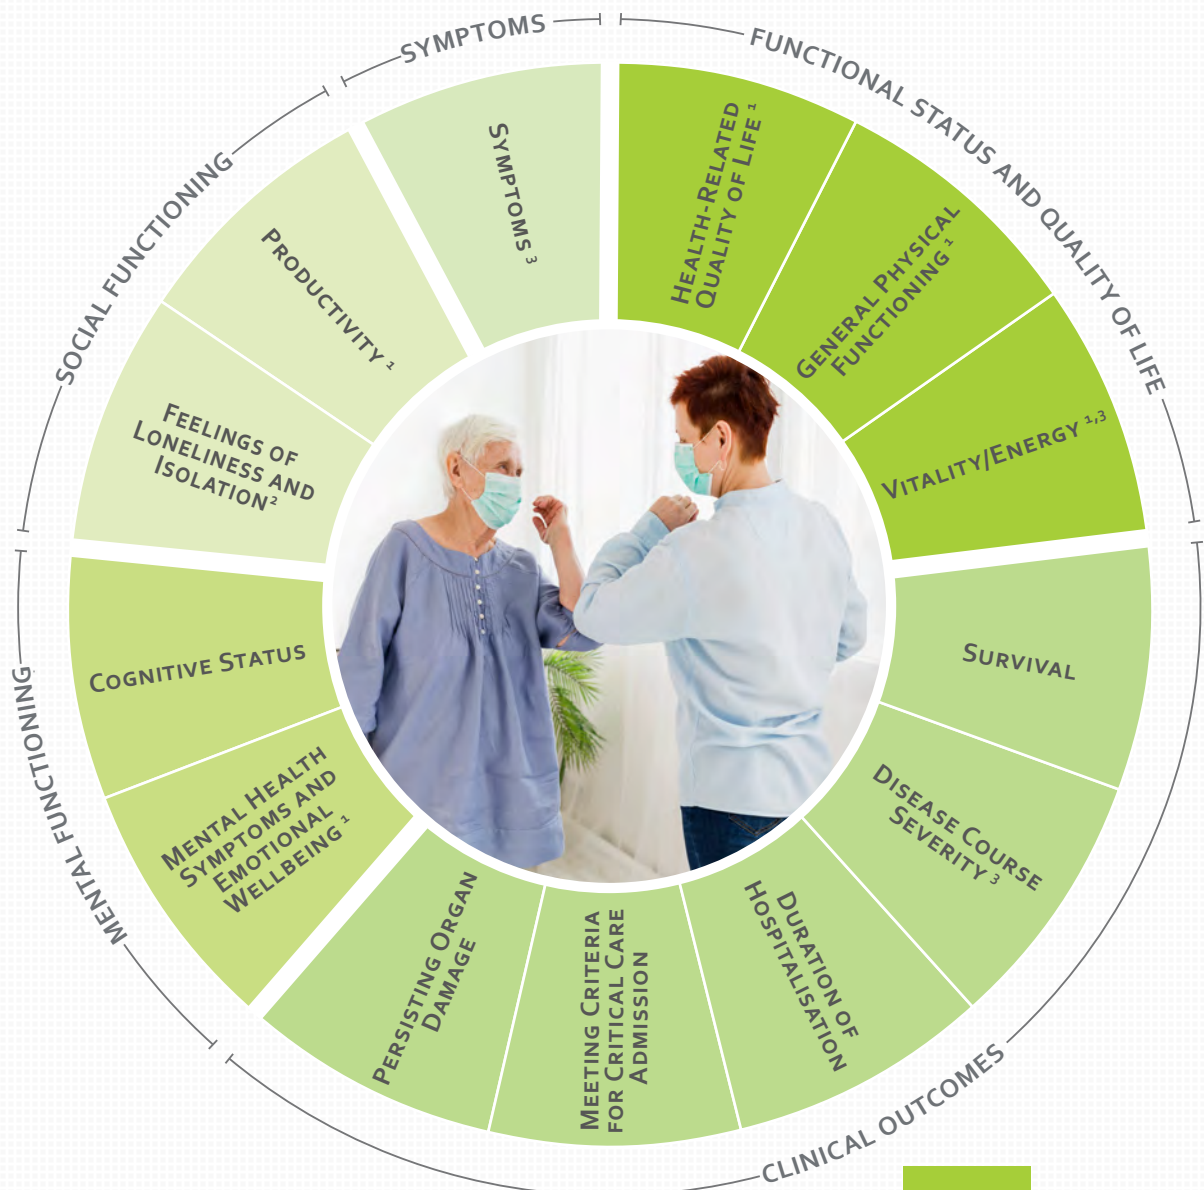 SYMPTOMS
FUNCTIONAL STATUS AND QUALITY OF LIFE
SOCIAL FUNCTIONING
MENTAL FUNCTIONING
CLINICAL OUTCOMES
Symptoms ³
Health-Related
Quality of Life ¹
General Physical
Functioning ¹
Vitality/Energy ¹,³
Survival
Disease Course
Severity ³
Duration of
Hospitalisation
Meeting Criteria
for Critical Care
Admission
Persisting Organ
Damage
Mental Health
Symptoms and
Emotional
Wellbeing ¹
Cognitive Status
Feelings of
Loneliness and
Isolation²
Productivity ¹